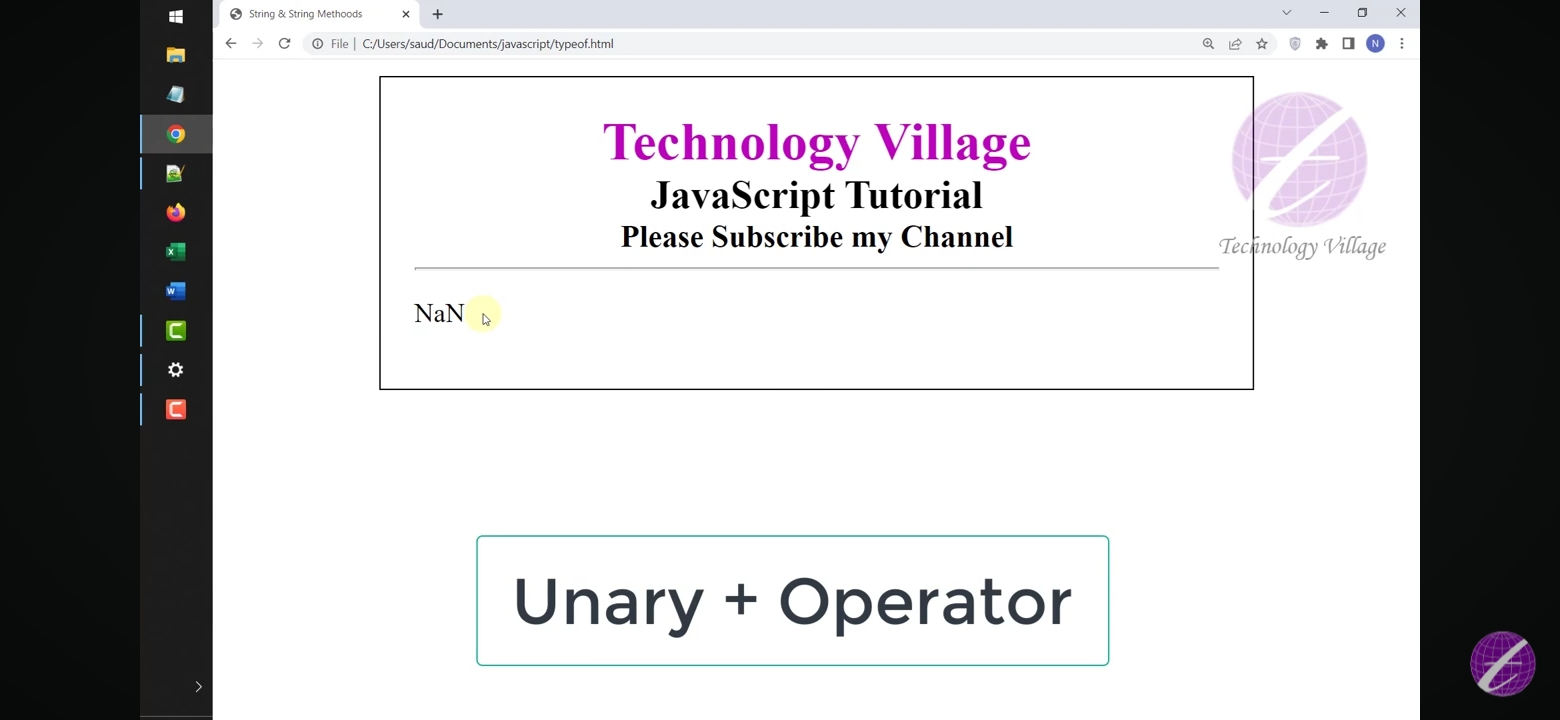 String & String Methoods
File
C:/Users/saud/Documents/javascript/typeof.html
N
Technology Village
JavaScript Tutorial
Please Subscribe my Channel
Technology Village
NaN
Unary + Operator